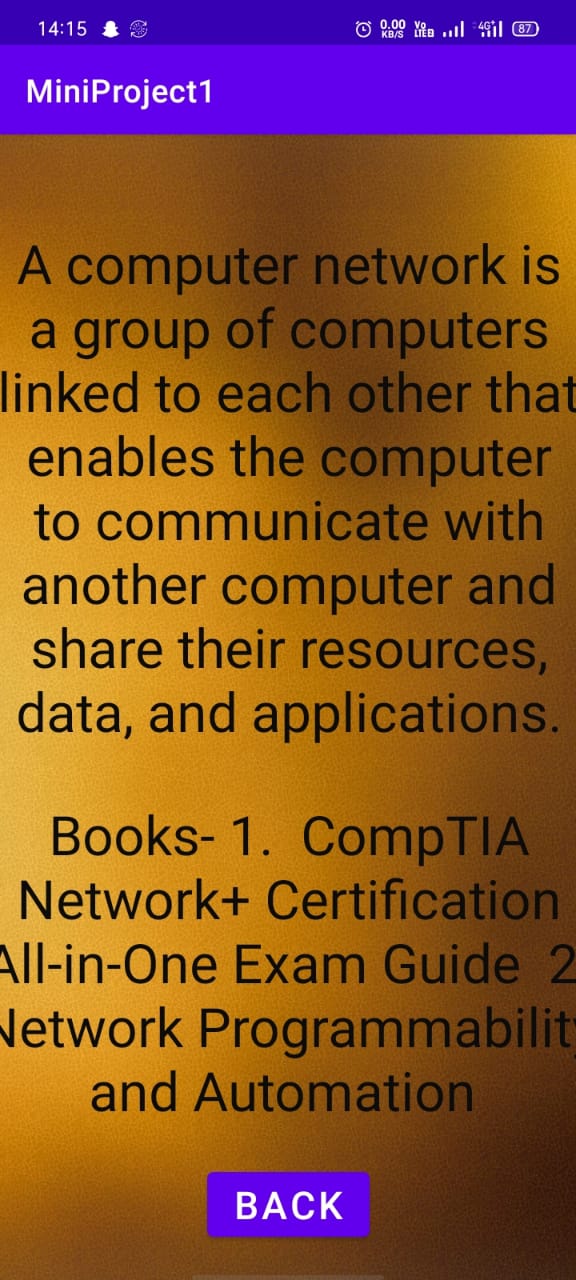 14:15 0.00 KB/S Vo LTE 4G+ 87
MiniProject1
A computer network is
a group of computers
linked to each other that
enables the computer
to communicate with
another computer and
share their resources,
data, and applications.
Books- 1. CompTIA
Network+ Certification
All-in-One Exam Guide 2
Network Programmability
and Automation
BACK